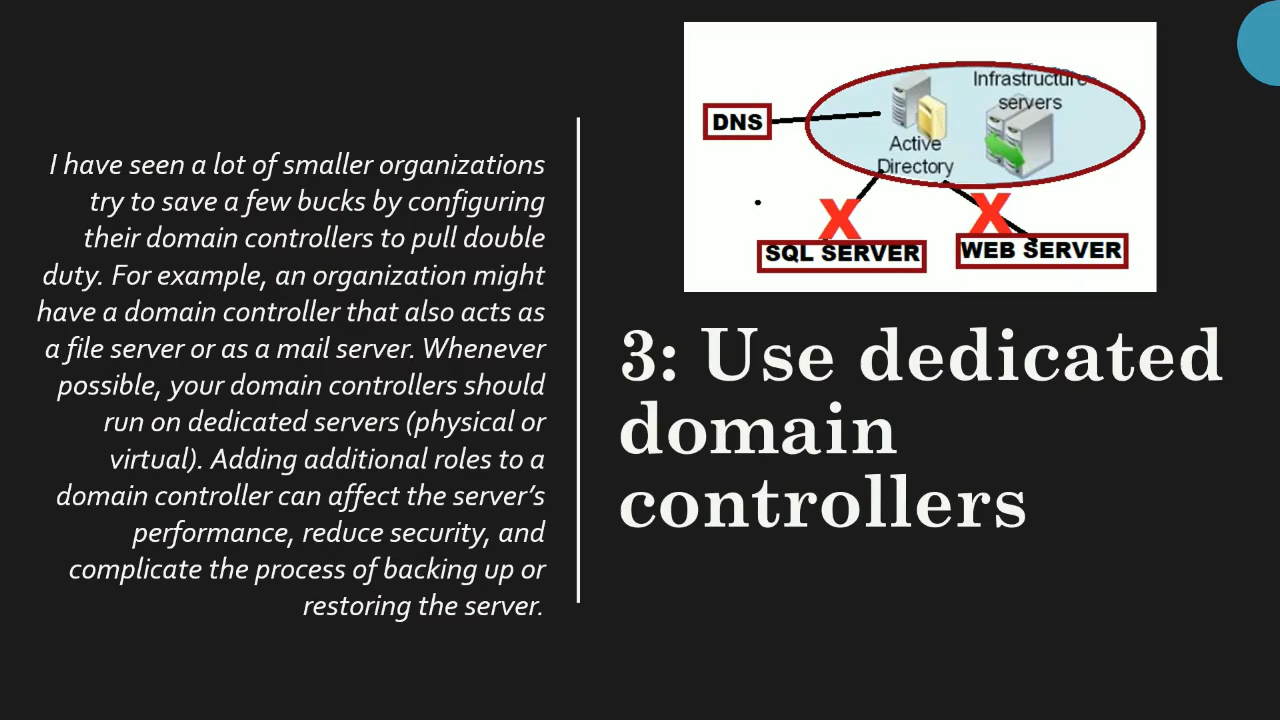 I have seen a lot of smaller organizations
try to save a few bucks by configuring
their domain controllers to pull double
duty. For example, an organization might
have a domain controller that also acts as
a file server or as a mail server. Whenever
possible, your domain controllers should
run on dedicated servers (physical or
virtual). Adding additional roles to a
domain controller can affect the server’s
performance, reduce security, and
complicate the process of backing up or
restoring the server.
Infrastructure
servers
DNS
Active
Directory
X
X
SQL SERVER
WEB SERVER
3: Use dedicated
domain
controllers